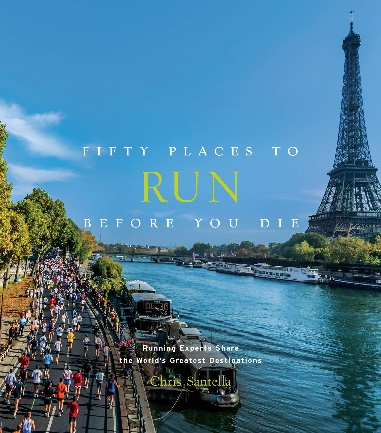 FIFTY PLACES TO
RUN
BEFORE YOU DIE
Running Experts Share
the World's Greatest Destinations
Chris Santella